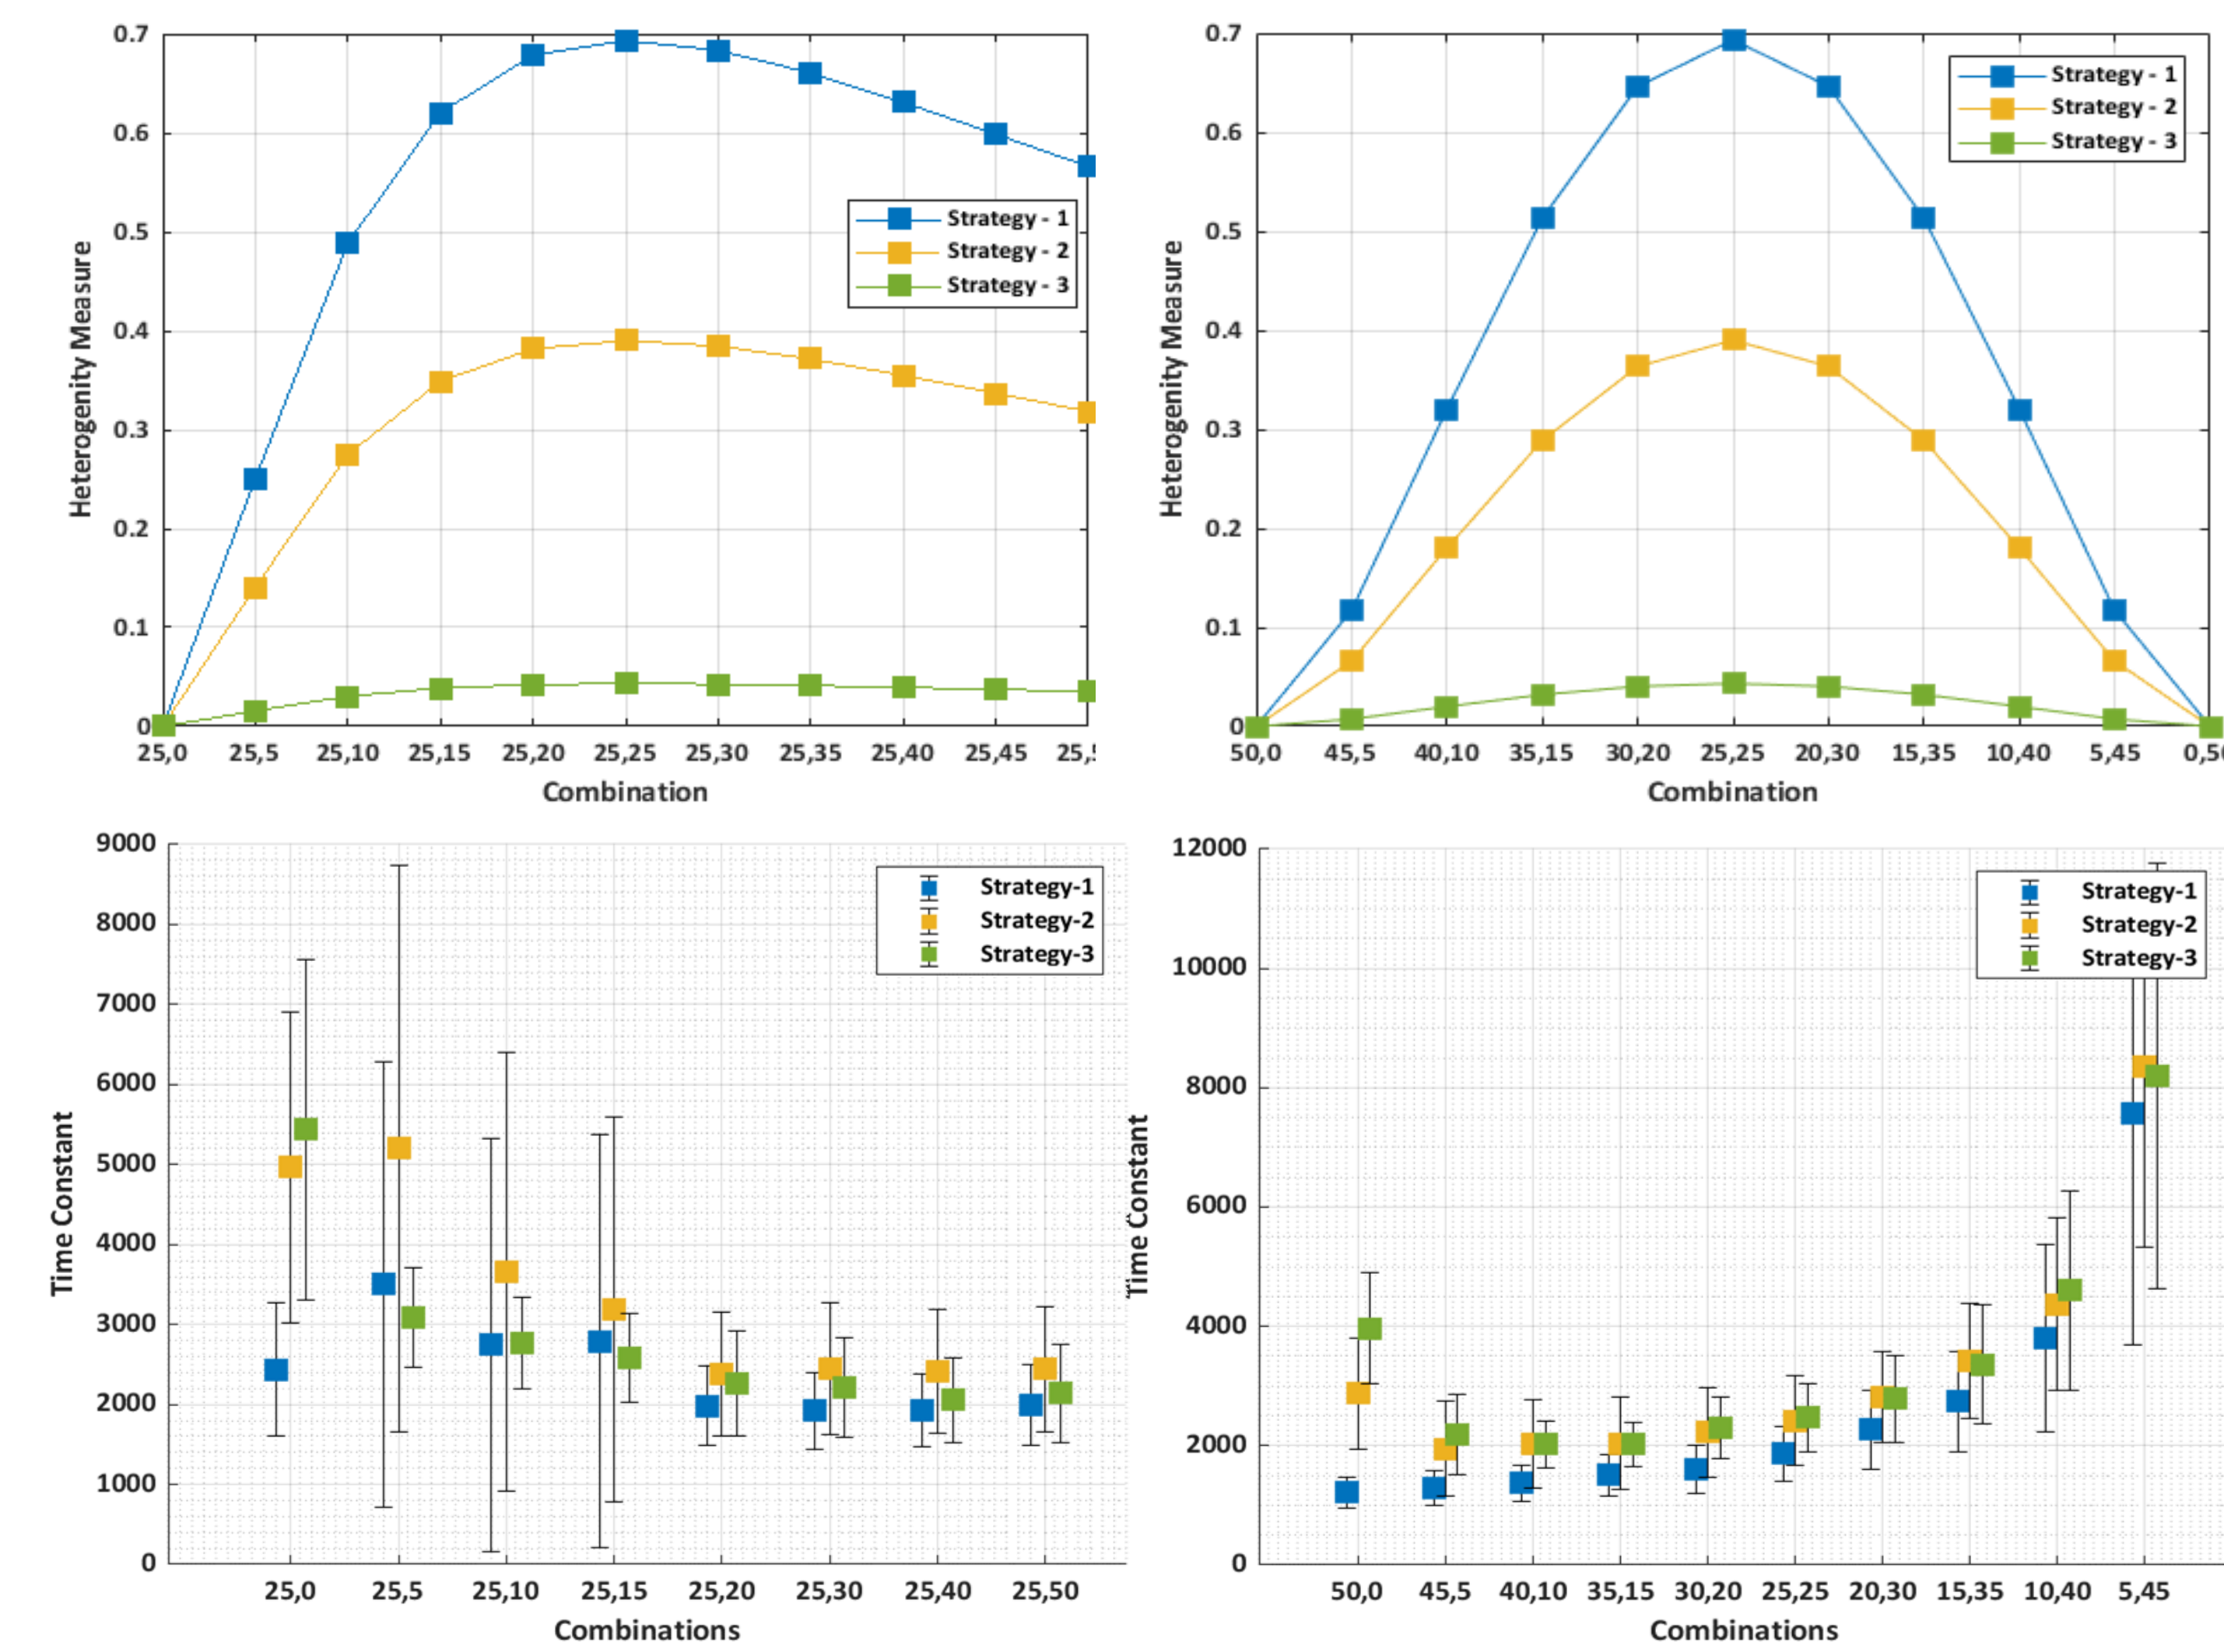 0.7
0.6
0.5
0.4
0.3
0.2
0.1
0
Heterogenity Measure
Strategy - 1
Strategy - 2
Strategy - 3
25,0 25,5 25,10 25,15 25,20 25,25 25,30 25,35 25,40 25,45
Combination
0.7
0.6
0.5
0.4
0.3
0.2
0.1
0
Heterogenity Measure
Strategy - 1
Strategy - 2
Strategy - 3
50,0 45,5 40,10 35,15 30,20 25,25 20,30 15,35 10,40 5,45
Combination
9000
8000
7000
6000
5000
4000
3000
2000
1000
0
Time Constant
Strategy-1
Strategy-2
Strategy-3
25,0 25,5 25,10 25,15 25,20 25,30 25,40 25,50
Combinations
12000
10000
8000
6000
4000
2000
0
Time Constant
Strategy-1
Strategy-2
Strategy-3
50,0 45,5 40,10 35,15 30,20 25,25 20,30 15,35 10,40 5,45
Combinations